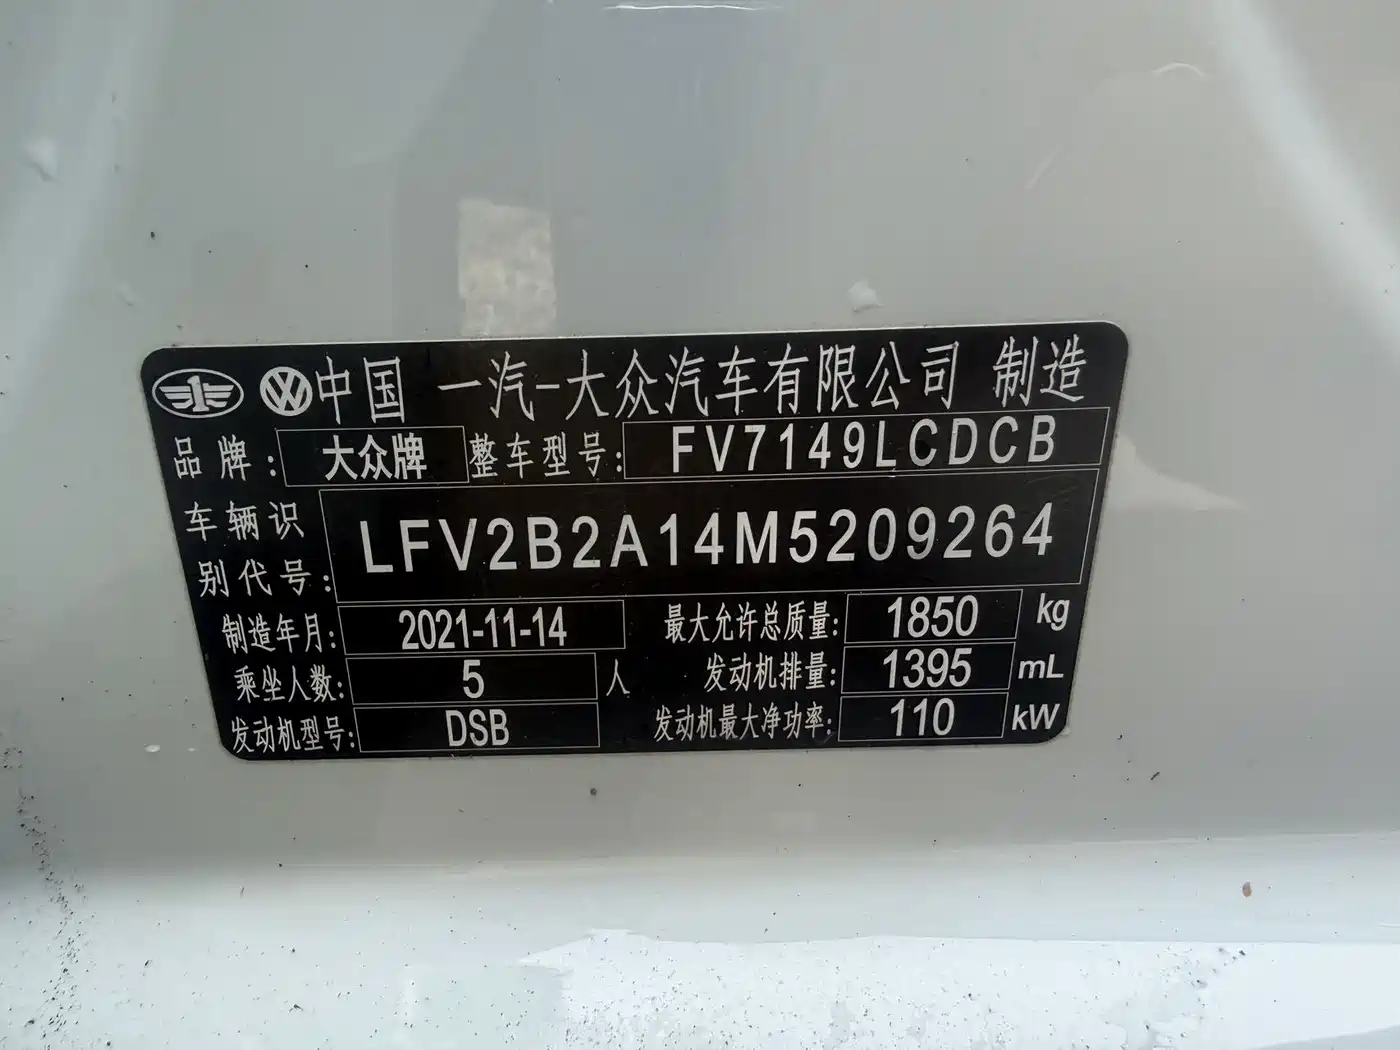 中国 一汽-大众汽车有限公司 制造
品牌: 大众牌 整车型号: FV7149LCDCB
车辆识别代号: LFV2B2A14M5209264
制造年月: 2021-11-14 最大允许总质量: 1850 kg
乘坐人数: 5 人 发动机排量: 1395 mL
发动机型号: DSB 发动机最大净功率: 110 kW